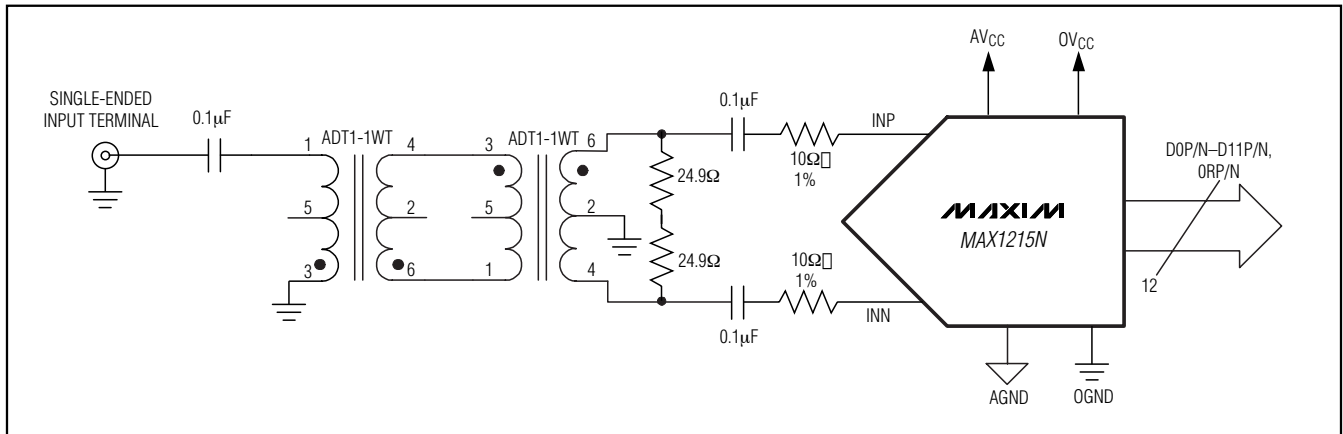 SINGLE-ENDED
INPUT TERMINAL
0.1μF
1
5
3
ADT1-1WT
4
2
6
3
5
1
ADT1-1WT
6
2
4
24.9Ω
24.9Ω
0.1μF
10Ω□
1%
INP
10Ω□
1%
INN
0.1μF
AVCC
OVCC
MAXIM
MAX1215N
D0P/N–D11P/N,
0RP/N
12
AGND
OGND